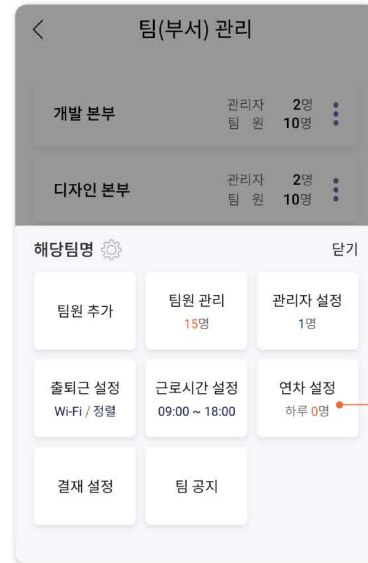 팀(부서) 관리
개발 본부
관리자 2명
팀 원 10명
디자인 본부
관리자 2명
팀 원 10명
해당팀명 닫기
팀원 추가
팀원 관리
15명
관리자 설정
1명
출퇴근 설정
Wi-Fi / 정렬
근로시간 설정
09:00 ~ 18:00
연차 설정
하루 0명
결재 설정
팀 공지